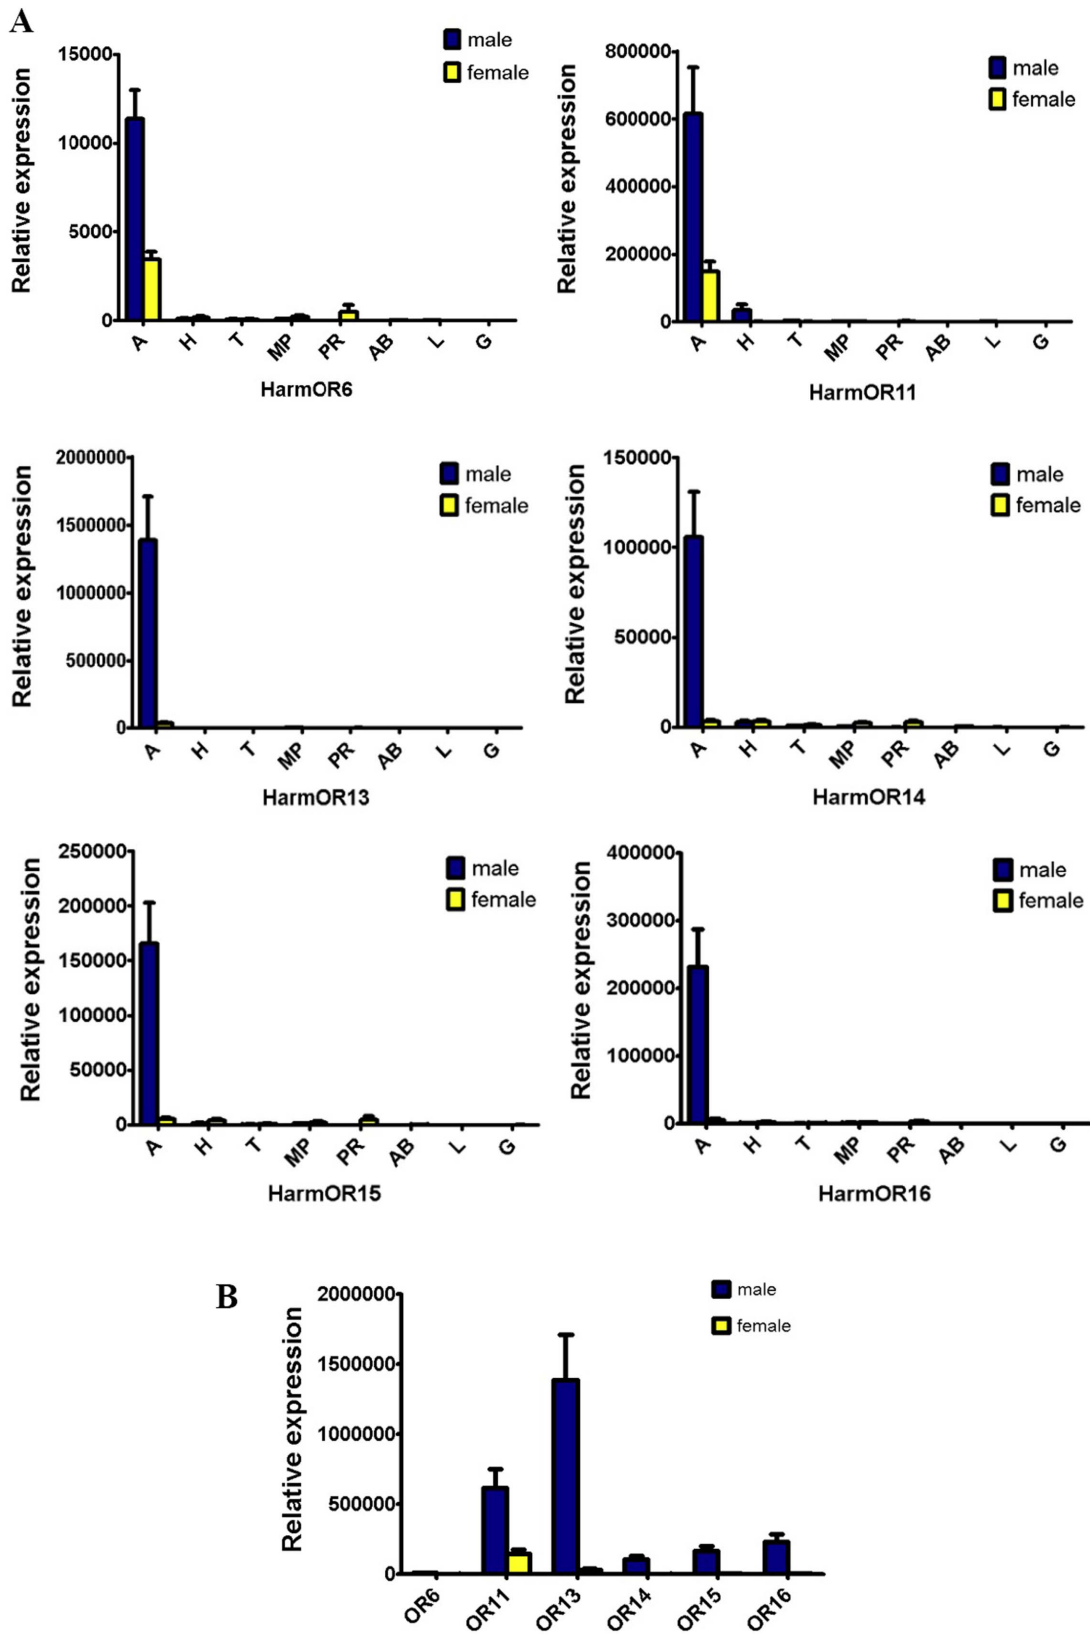 A
male
female
Relative expression
15000
10000
5000
0
A H T MP PR AB L G
HarmOR6
male
female
Relative expression
800000
600000
400000
200000
0
A H T MP PR AB L G
HarmOR11
male
female
Relative expression
2000000
1500000
1000000
500000
0
A H T MP PR AB L G
HarmOR13
male
female
Relative expression
150000
100000
50000
0
A H T MP PR AB L G
HarmOR14
male
female
Relative expression
250000
200000
150000
100000
50000
0
A H T MP PR AB L G
HarmOR15
male
female
Relative expression
400000
300000
200000
100000
0
A H T MP PR AB L G
HarmOR16
B
male
female
Relative expression
2000000
1500000
1000000
500000
0
OR6 OR11 OR13 OR14 OR15 OR16